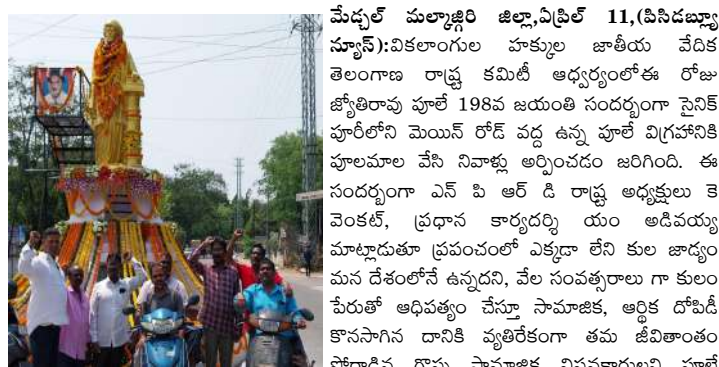 మేడ్చల్ మల్కాజ్గిరి జిల్లా,ఏప్రిల్ 11,(పిసిడబ్ల్యూ
న్యూస్):వికలాంగుల హక్కుల జాతీయ వేదిక
తెలంగాణ రాష్ట్ర కమిటీ ఆధ్వర్యంలోఈ రోజు
జ్యోతిరావు పూలే 198వ జయంతి సందర్బంగా సైనిక్
పూరీలోని మెయిన్ రోడ్ వద్ద ఉన్న పూలే విగ్రహానికి
పూలమాల వేసి నివాళ్లు అర్పించడం జరిగింది. ఈ
సందర్బంగా ఎన్ పి ఆర్ డి రాష్ట్ర అధ్యక్షులు కె
వెంకట్, ప్రధాన కార్యదర్శి యం అడివయ్య
మాట్లాడుతూ ప్రపంచంలో ఎక్కడా లేని కుల జాడ్యం
మన దేశంలోనే ఉన్నదని, వేల సంవత్సరాలు గా కులం
పేరుతో ఆధిపత్యం చేస్తూ సామాజిక, ఆర్థిక దోపిడీ
కొనసాగిన దానికి వ్యతిరేకంగా తమ జీవితాంతం
పోరాడిన గొప్ప సామాజిక విప్లవకారులని పూలే